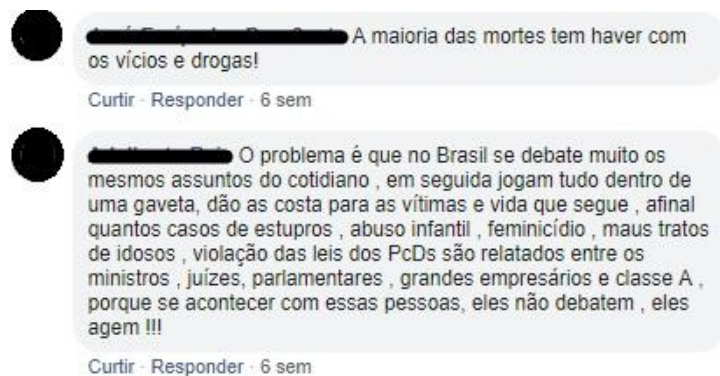 A maioria das mortes tem haver com
os vícios e drogas!
Curtir · Responder · 6 sem
O problema é que no Brasil se debate muito os
mesmos assuntos do cotidiano , em seguida jogam tudo dentro de
uma gaveta, dão as costa para as vítimas e vida que segue , afinal
quantos casos de estupros , abuso infantil , feminicídio , maus tratos
de idosos , violação das leis dos PcDs são relatados entre os
ministros , juízes, parlamentares , grandes empresários e classe A ,
porque se acontecer com essas pessoas, eles não debatem , eles
agem !!!
Curtir · Responder · 6 sem